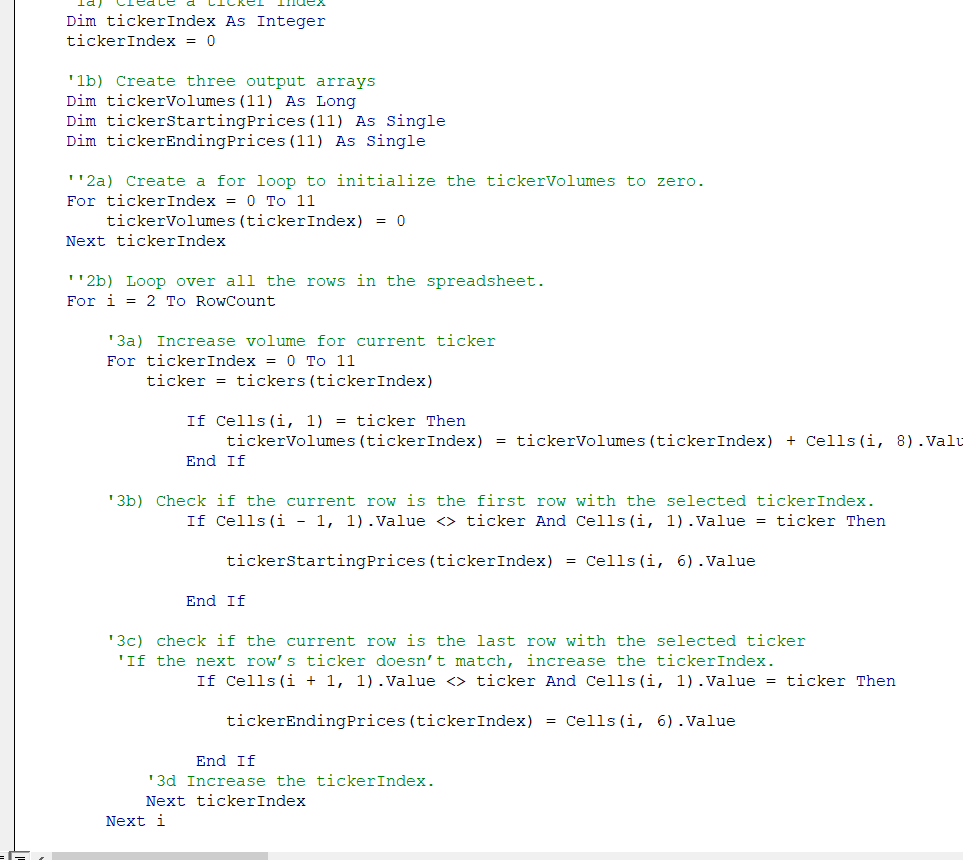 '1a) Create a ticker index
Dim tickerIndex As Integer
tickerIndex = 0
'1b) Create three output arrays
Dim tickerVolumes(11) As Long
Dim tickerStartingPrices(11) As Single
Dim tickerEndingPrices(11) As Single
''2a) Create a for loop to initialize the tickerVolumes to zero.
For tickerIndex = 0 To 11
tickerVolumes(tickerIndex) = 0
Next tickerIndex
''2b) Loop over all the rows in the spreadsheet.
For i = 2 To RowCount
'3a) Increase volume for current ticker
For tickerIndex = 0 To 11
ticker = tickers(tickerIndex)
If Cells(i, 1) = ticker Then
tickerVolumes(tickerIndex) = tickerVolumes(tickerIndex) + Cells(i, 8).Valu
End If
'3b) Check if the current row is the first row with the selected tickerIndex.
If Cells(i - 1, 1).Value <> ticker And Cells(i, 1).Value = ticker Then
tickerStartingPrices(tickerIndex) = Cells(i, 6).Value
End If
'3c) check if the current row is the last row with the selected ticker
'If the next row’s ticker doesn’t match, increase the tickerIndex.
If Cells(i + 1, 1).Value <> ticker And Cells(i, 1).Value = ticker Then
tickerEndingPrices(tickerIndex) = Cells(i, 6).Value
End If
'3d Increase the tickerIndex.
Next tickerIndex
Next i